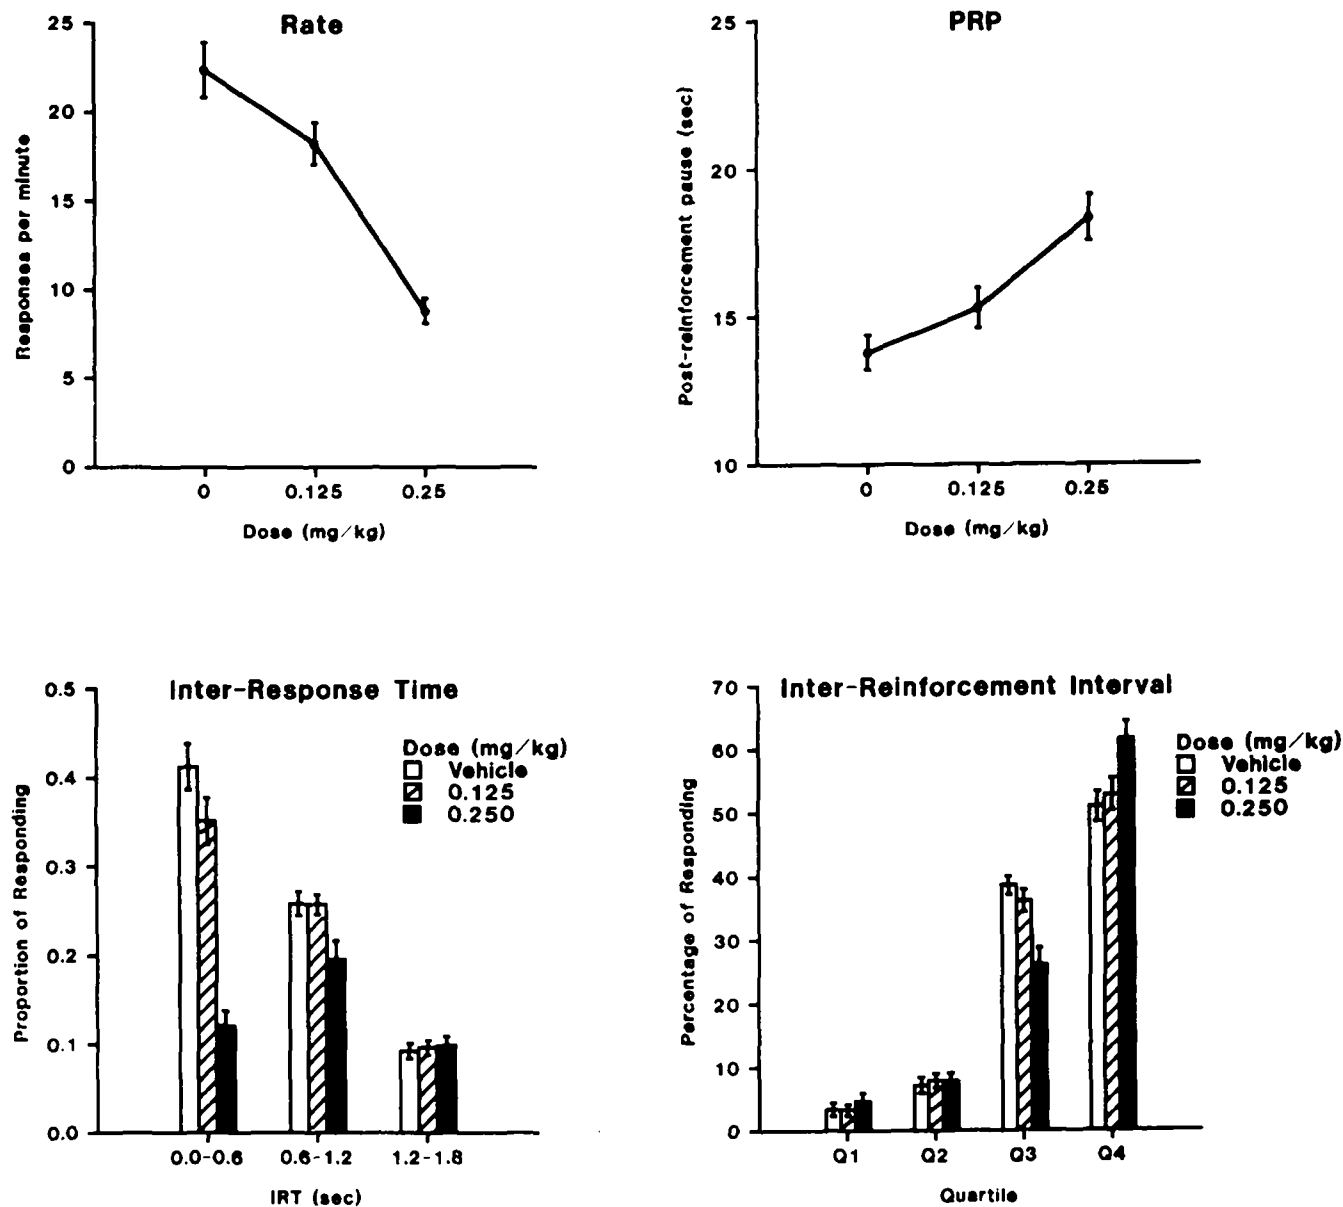 Rate
25
20
15
10
5
0
Responses per minute
0 0.125 0.25
Dose (mg/kg)
PRP
25
20
15
10
Post-reinforcement pause (sec)
0 0.125 0.25
Dose (mg/kg)
Inter-Response Time
0.5
0.4
0.3
0.2
0.1
0.0
Proportion of Responding
Dose (mg/kg)
Vehicle
0.125
0.250
0.0-0.6 0.6-1.2 1.2-1.8
IRT (sec)
Inter-Reinforcement Interval
70
60
50
40
30
20
10
0
Percentage of Responding
Dose (mg/kg)
Vehicle
0.125
0.250
Q1 Q2 Q3 Q4
Quartile